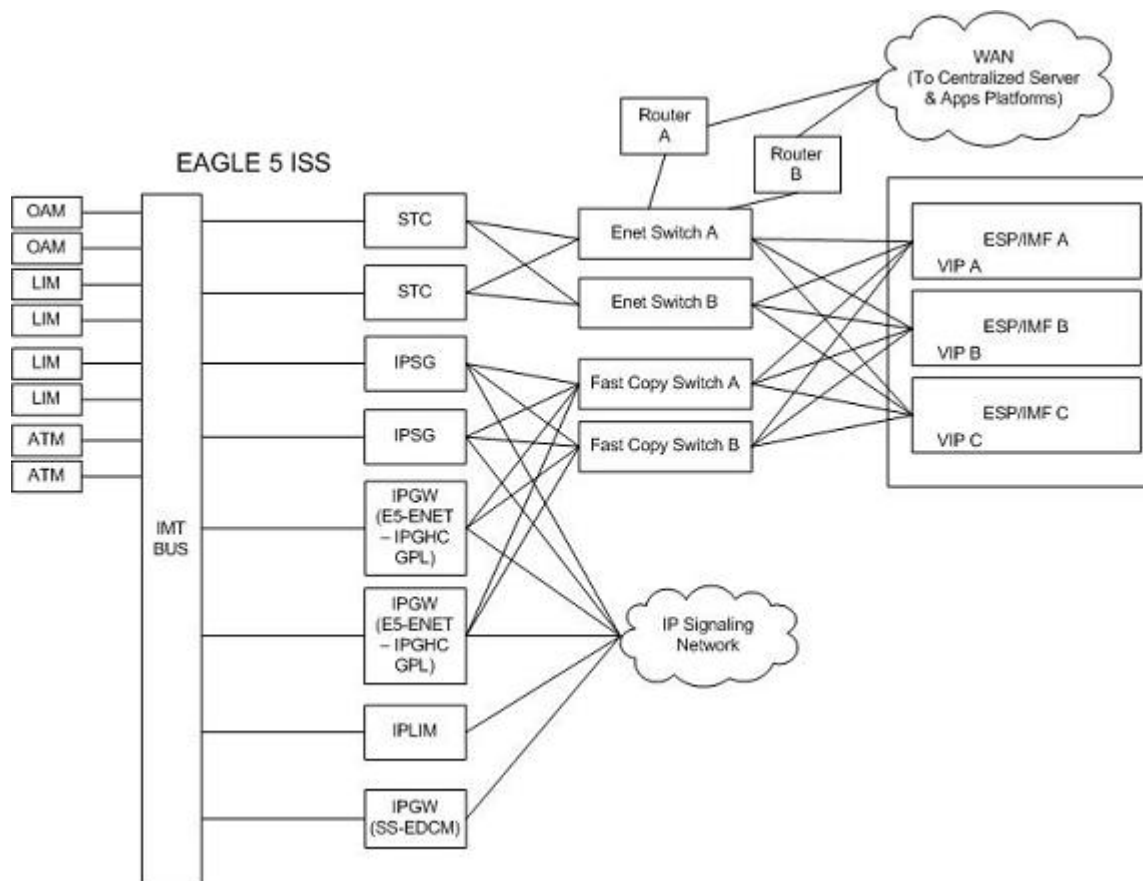 WAN
(To Centralized Server
& Apps Platforms)
Router
A
Router
B
EAGLE 5 ISS
OAM
OAM
LIM
LIM
LIM
LIM
ATM
ATM
IMT
BUS
STC
STC
IPSG
IPSG
IPGW
(E5-ENET
– IPGHC
GPL)
IPGW
(E5-ENET
– IPGHC
GPL)
IPLIM
IPGW
(SS-EDCM)
Enet Switch A
Enet Switch B
Fast Copy Switch A
Fast Copy Switch B
ESP/IMF A
VIP A
ESP/IMF B
VIP B
ESP/IMF C
VIP C
IP Signaling
Network